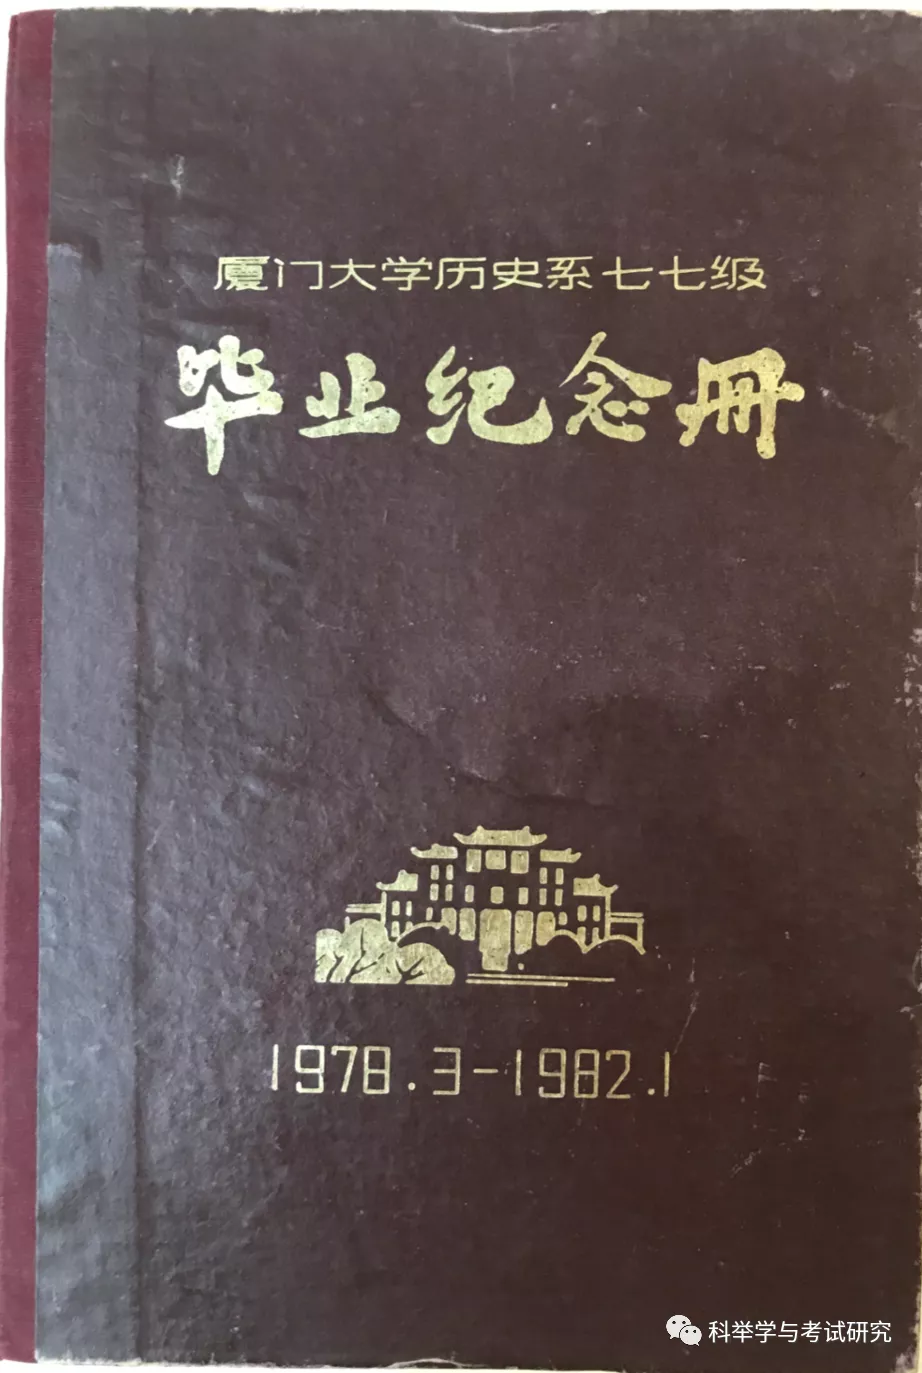 厦门大学历史系七七级
毕业纪念册
1978.3-1982.1
科举学与考试研究